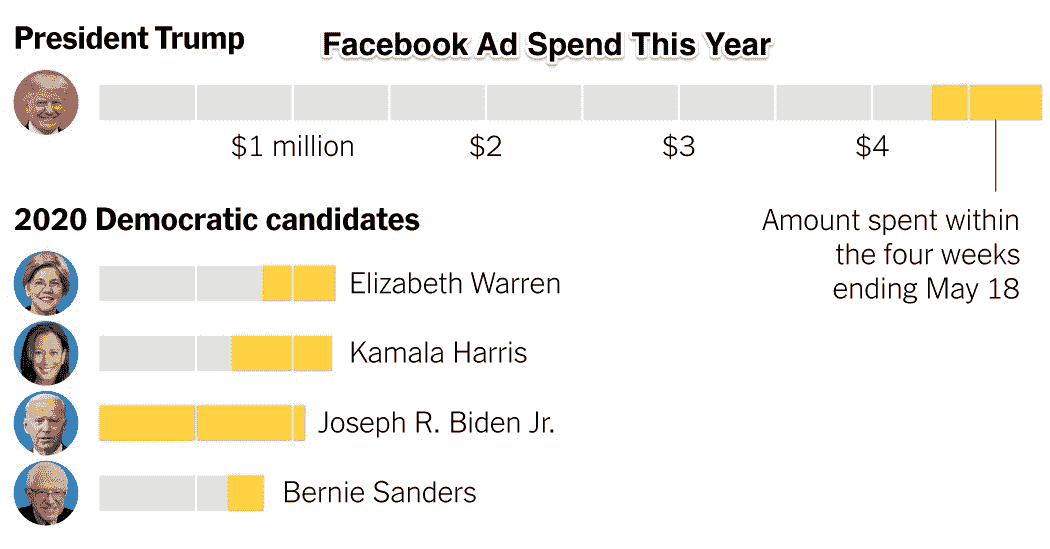 President Trump
Facebook Ad Spend This Year
$1 million
$2
$3
$4
2020 Democratic candidates
Amount spent within
the four weeks
ending May 18
Elizabeth Warren
Kamala Harris
Joseph R. Biden Jr.
Bernie Sanders